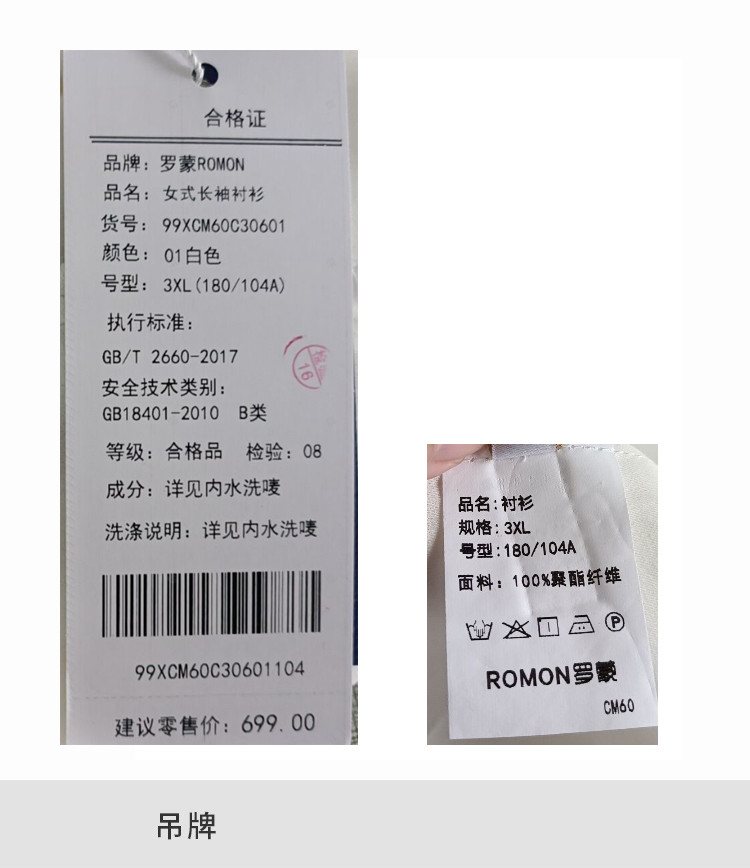 合格证
品牌：罗蒙ROMON
品名：女式长袖衬衫
货号：99XCM60C30601
颜色：01白色
号型：3XL(180/104A)
执行标准：
GB/T 2660-2017
安全技术类别：
GB18401-2010 B类
16
等级：合格品 检验：08
成分：详见内水洗唛
洗涤说明：详见内水洗唛
99XCM60C30601104
建议零售价：699.00
品名:衬衫
规格:3XL
号型:180/104A
面料：100%聚酯纤维
P
ROMON罗蒙
CM60
吊牌